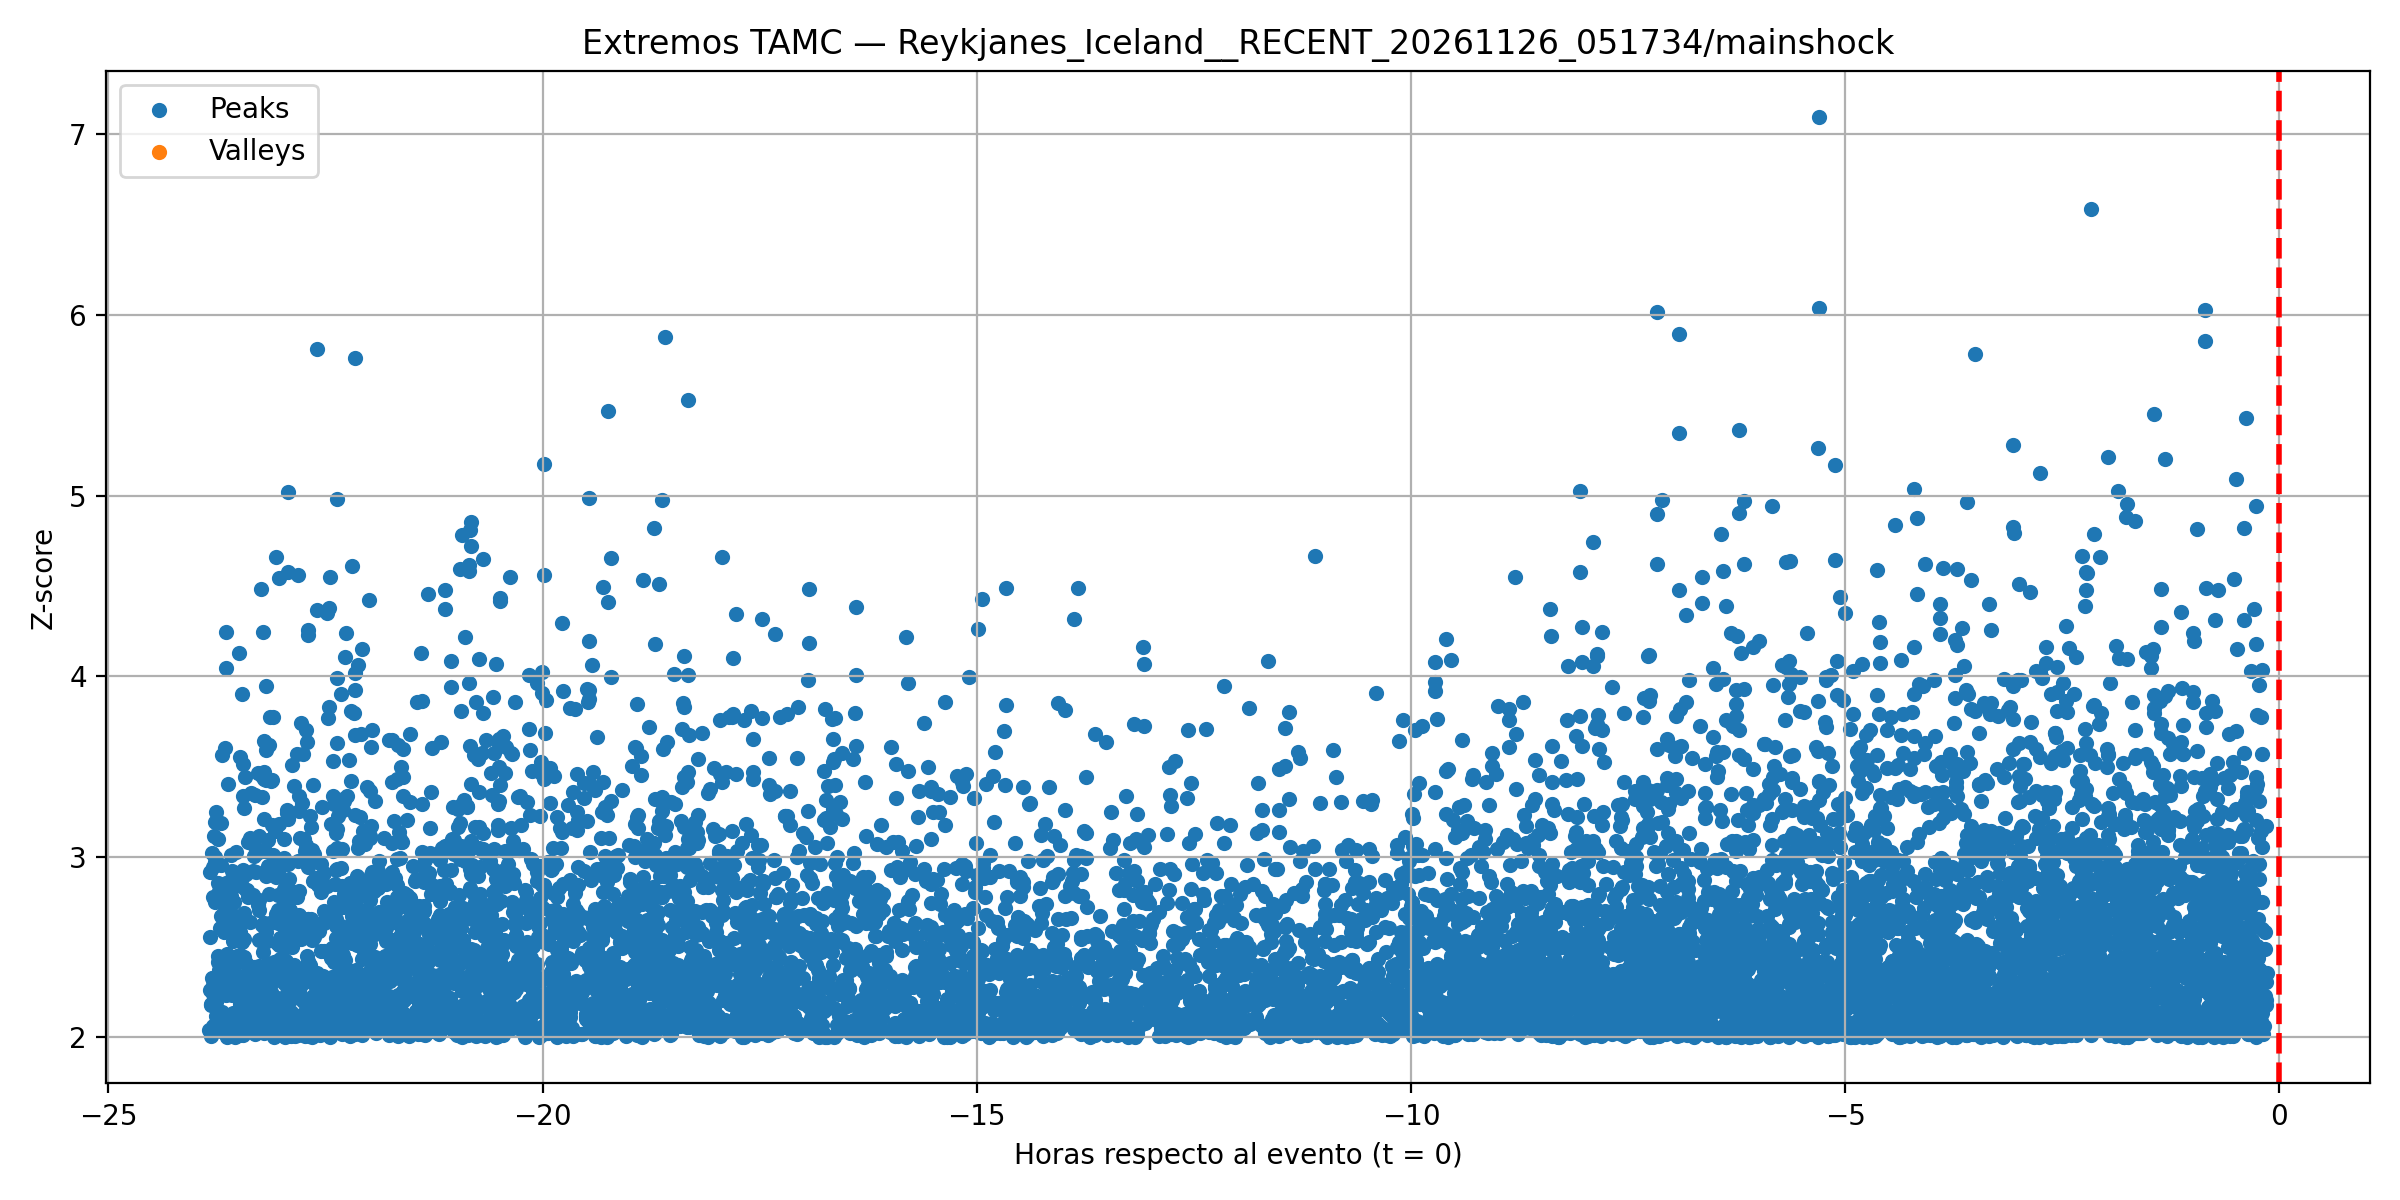 Extremos TAMC — Reykjanes_Iceland__RECENT_20261126_051734/mainshock
Peaks
Valleys
7
6
5
4
3
2
Z-score
−25
−20
−15
−10
−5
0
Horas respecto al evento (t = 0)